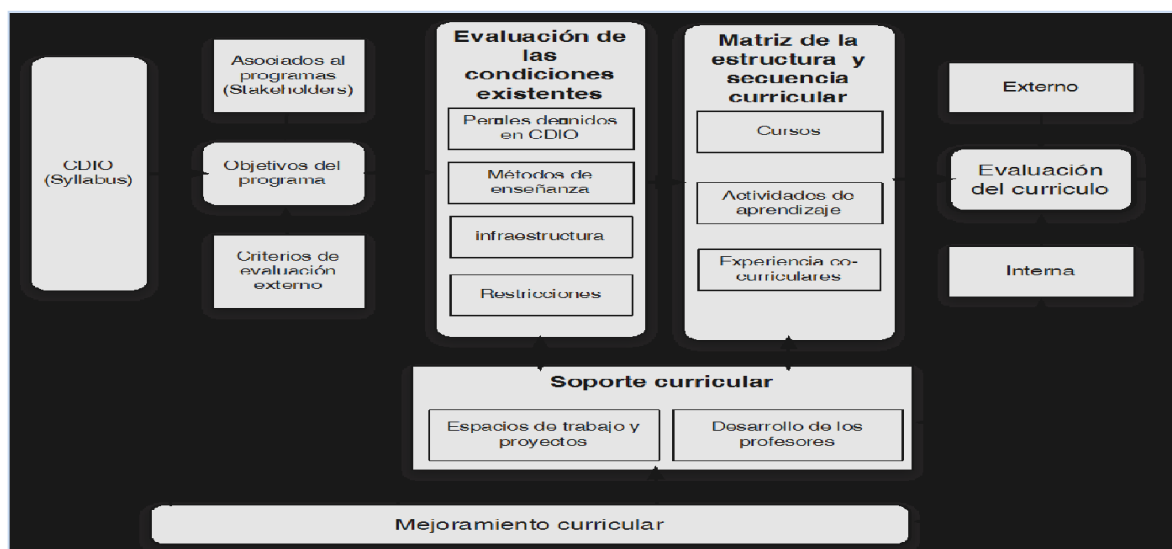 CDIO
(Syllabus)
Asociados al
programas
(Stakeholders)
Objetivos del
programa
Criterios de
evaluación
externo
Evaluación de
las
condiciones
existentes
en CDIO
Métodos de
enseñanza
infraestructura
Restricciones
Matriz de la
estructura y
secuencia
curricular
Cursos
Actividades de
aprendizaje
Experiencia co-
curriculares
Externo
Evaluación
del curriculo
Interna
Soporte curricular
Espacios de trabajo y
proyectos
Desarrollo de los
profesores
Mejoramiento curricular